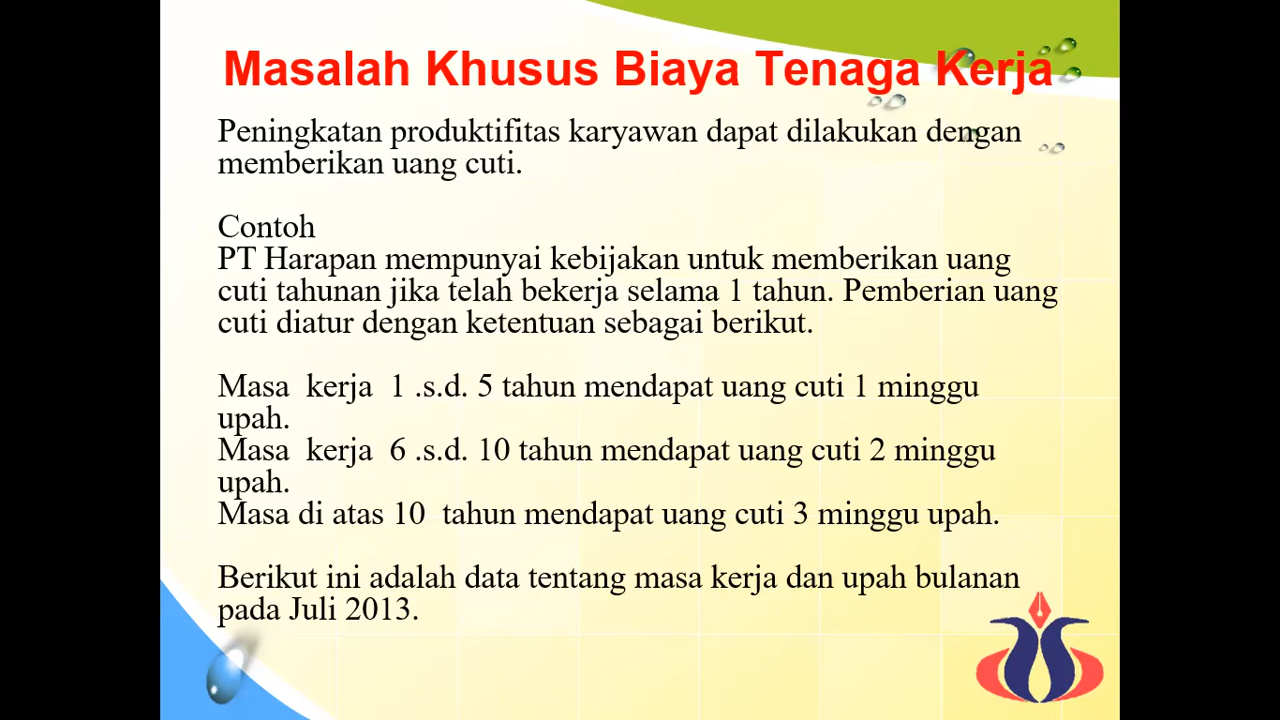 Masalah Khusus Biaya Tenaga Kerja
Peningkatan produktifitas karyawan dapat dilakukan dengan
memberikan uang cuti.
Contoh
PT Harapan mempunyai kebijakan untuk memberikan uang
cuti tahunan jika telah bekerja selama 1 tahun. Pemberian uang
cuti diatur dengan ketentuan sebagai berikut.
Masa  kerja  1 .s.d. 5 tahun mendapat uang cuti 1 minggu
upah.
Masa  kerja  6 .s.d. 10 tahun mendapat uang cuti 2 minggu
upah.
Masa di atas 10  tahun mendapat uang cuti 3 minggu upah.
Berikut ini adalah data tentang masa kerja dan upah bulanan
pada Juli 2013.